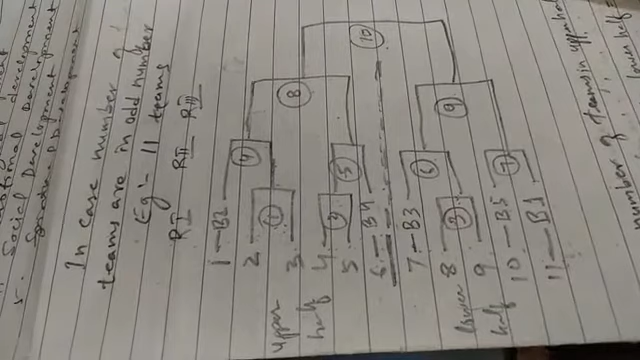 Social Development
In case number of
teams are in odd number
Eg:- 11 teams
RI RII RIII
1 - B2
2
3
4
5
6 - B4
7 - B3
8
9
10 - B5
11 - B1
upper
half
lower
half
1
2
3
4
5
6
7
8
9
10
number of teams in upper half
lower half